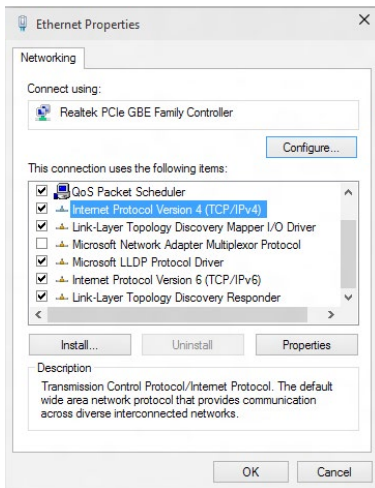 Ethernet Properties
Networking
Connect using:
Realtek PCIe GBE Family Controller
Configure...
This connection uses the following items:
QoS Packet Scheduler
Internet Protocol Version 4 (TCP/IPv4)
Link-Layer Topology Discovery Mapper I/O Driver
Microsoft Network Adapter Multiplexor Protocol
Microsoft LLDP Protocol Driver
Internet Protocol Version 6 (TCP/IPv6)
Link-Layer Topology Discovery Responder
Install... Uninstall Properties
Description
Transmission Control Protocol/Internet Protocol. The default
wide area network protocol that provides communication
across diverse interconnected networks.
OK Cancel